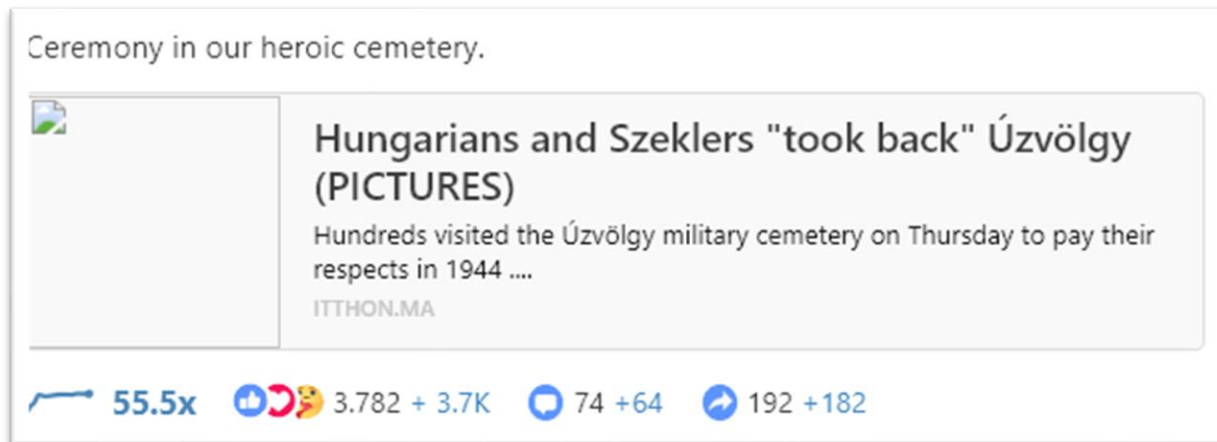 Ceremony in our heroic cemetery.
Hungarians and Szeklers "took back" Úzvölgy
(PICTURES)
Hundreds visited the Úzvölgy military cemetery on Thursday to pay their
respects in 1944 ....
ITTHON.MA
55.5x 3.782 + 3.7K 74 +64 192 +182